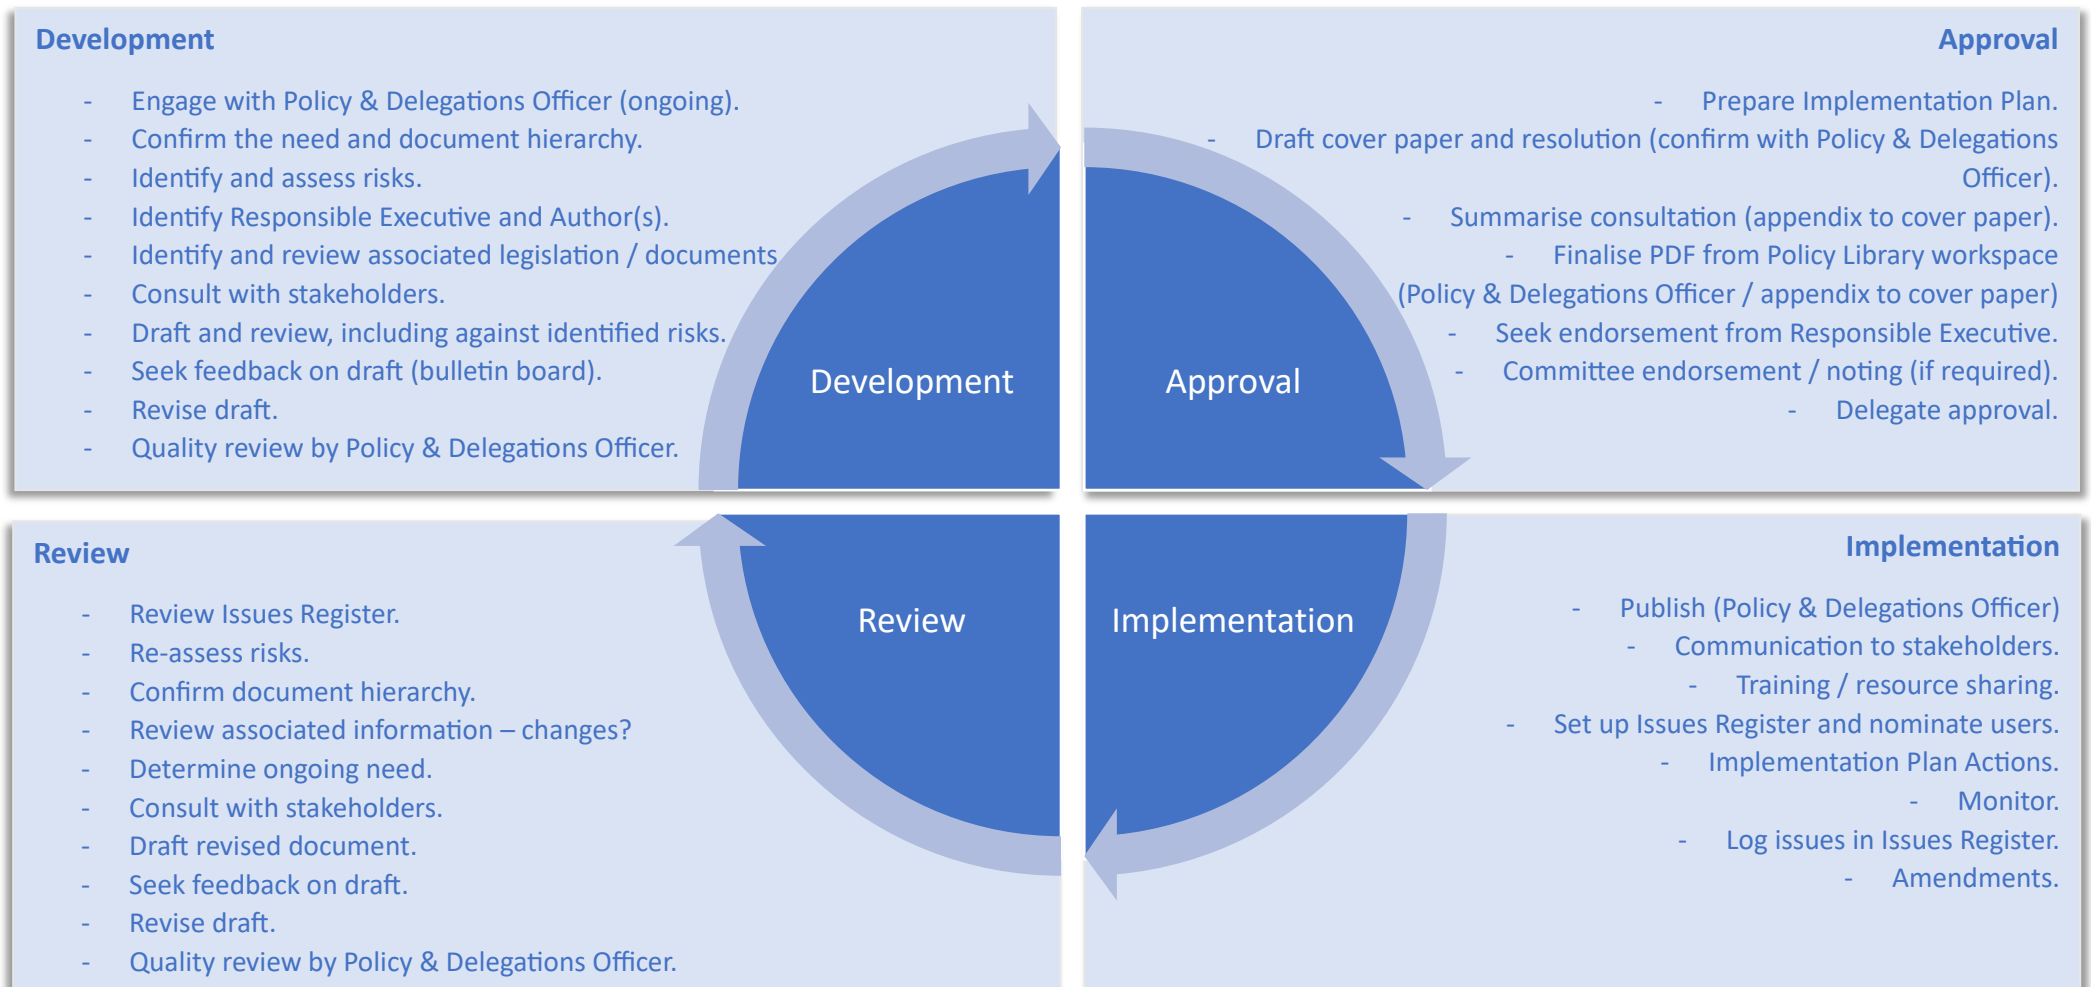 Development
- Engage with Policy & Delegations Officer (ongoing).
- Confirm the need and document hierarchy.
- Identify and assess risks.
- Identify Responsible Executive and Author(s).
- Identify and review associated legislation / documents
- Consult with stakeholders.
- Draft and review, including against identified risks.
- Seek feedback on draft (bulletin board).
- Revise draft.
- Quality review by Policy & Delegations Officer.
Approval
- Prepare Implementation Plan.
- Draft cover paper and resolution (confirm with Policy & Delegations
Officer).
- Summarise consultation (appendix to cover paper).
- Finalise PDF from Policy Library workspace
(Policy & Delegations Officer / appendix to cover paper)
- Seek endorsement from Responsible Executive.
- Committee endorsement / noting (if required).
- Delegate approval.
Development
Approval
Review
- Review Issues Register.
- Re-assess risks.
- Confirm document hierarchy.
- Review associated information – changes?
- Determine ongoing need.
- Consult with stakeholders.
- Draft revised document.
- Seek feedback on draft.
- Revise draft.
- Quality review by Policy & Delegations Officer.
Review
Implementation
Implementation
- Publish (Policy & Delegations Officer)
- Communication to stakeholders.
- Training / resource sharing.
- Set up Issues Register and nominate users.
- Implementation Plan Actions.
- Monitor.
- Log issues in Issues Register.
- Amendments.